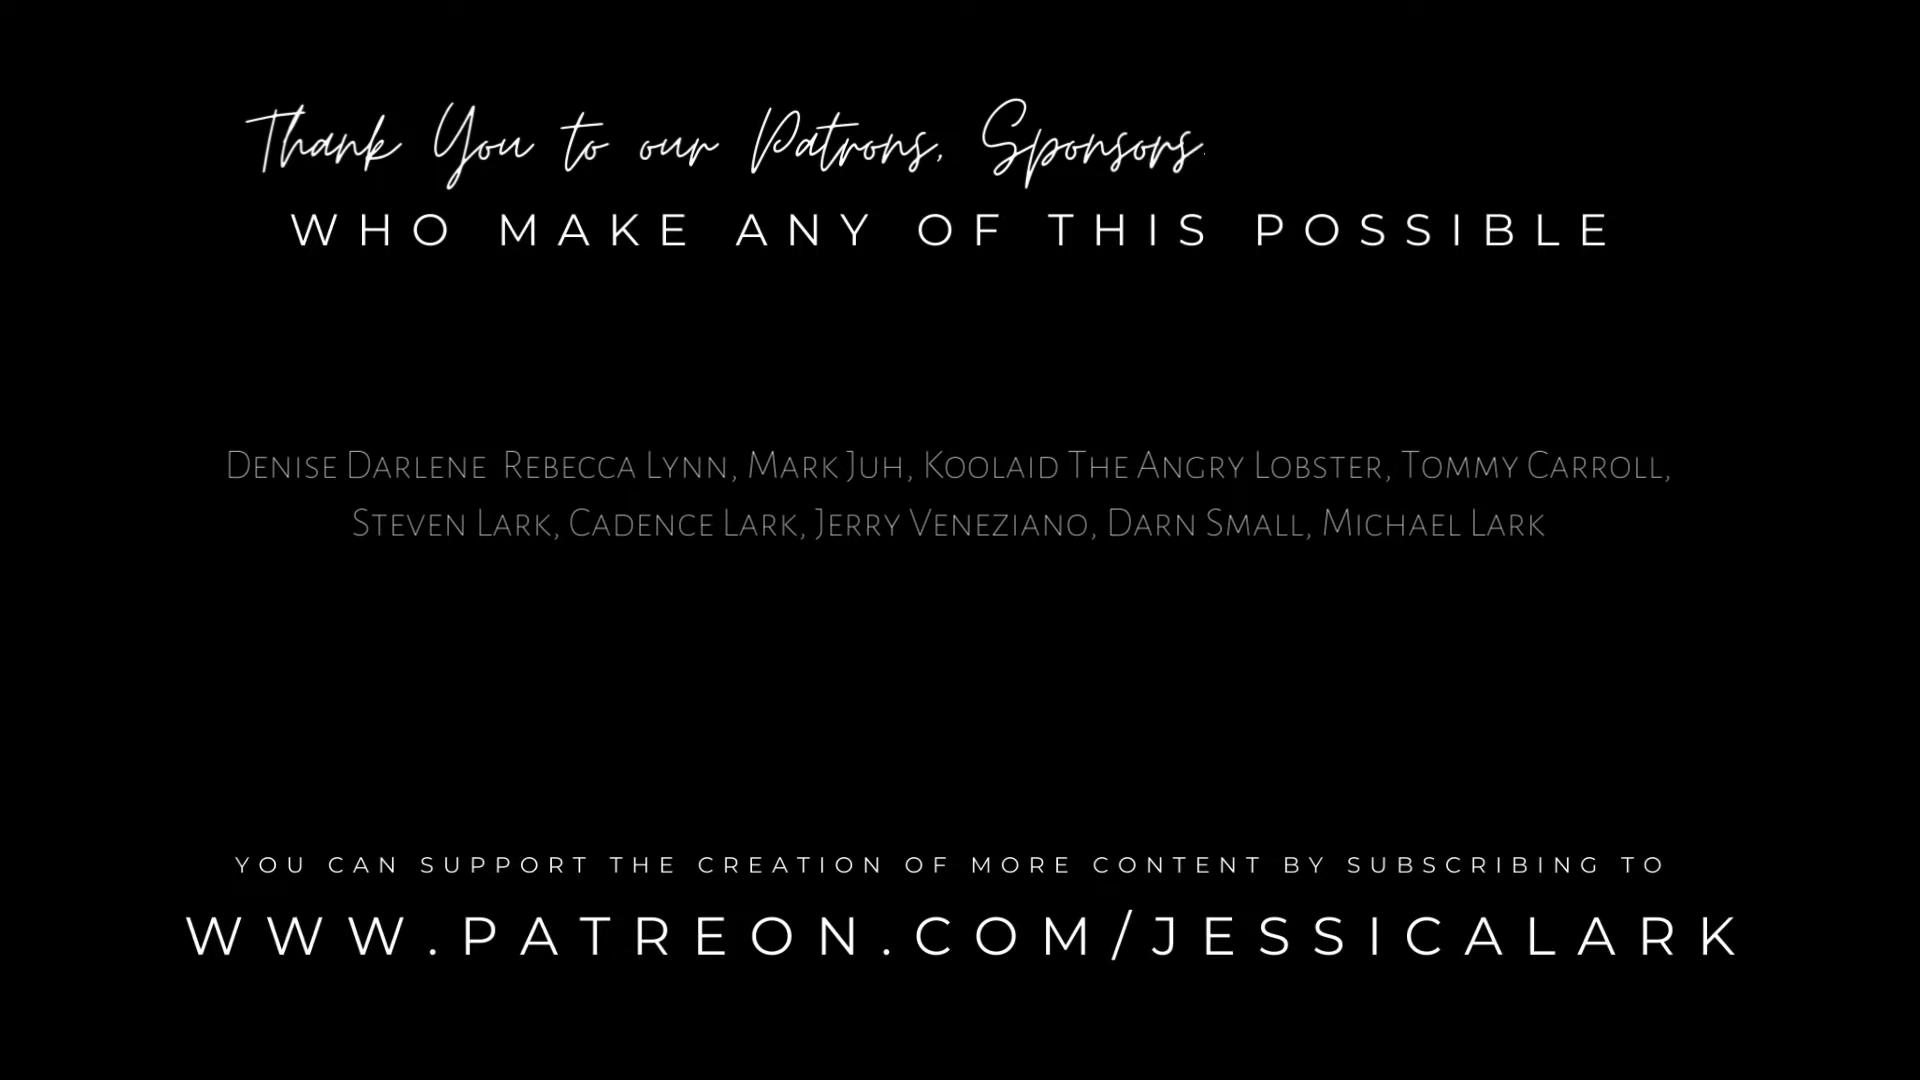 Thank You to our Patrons, Sponsors
WHO MAKE ANY OF THIS POSSIBLE
Denise Darlene Rebecca Lynn, Mark Juh, Koolaid The Angry Lobster, Tommy Carroll,
Steven Lark, Cadence Lark, Jerry Veneziano, Darn Small, Michael Lark
YOU CAN SUPPORT THE CREATION OF MORE CONTENT BY SUBSCRIBING TO
WWW.PATREON.COM/JESSICALARK